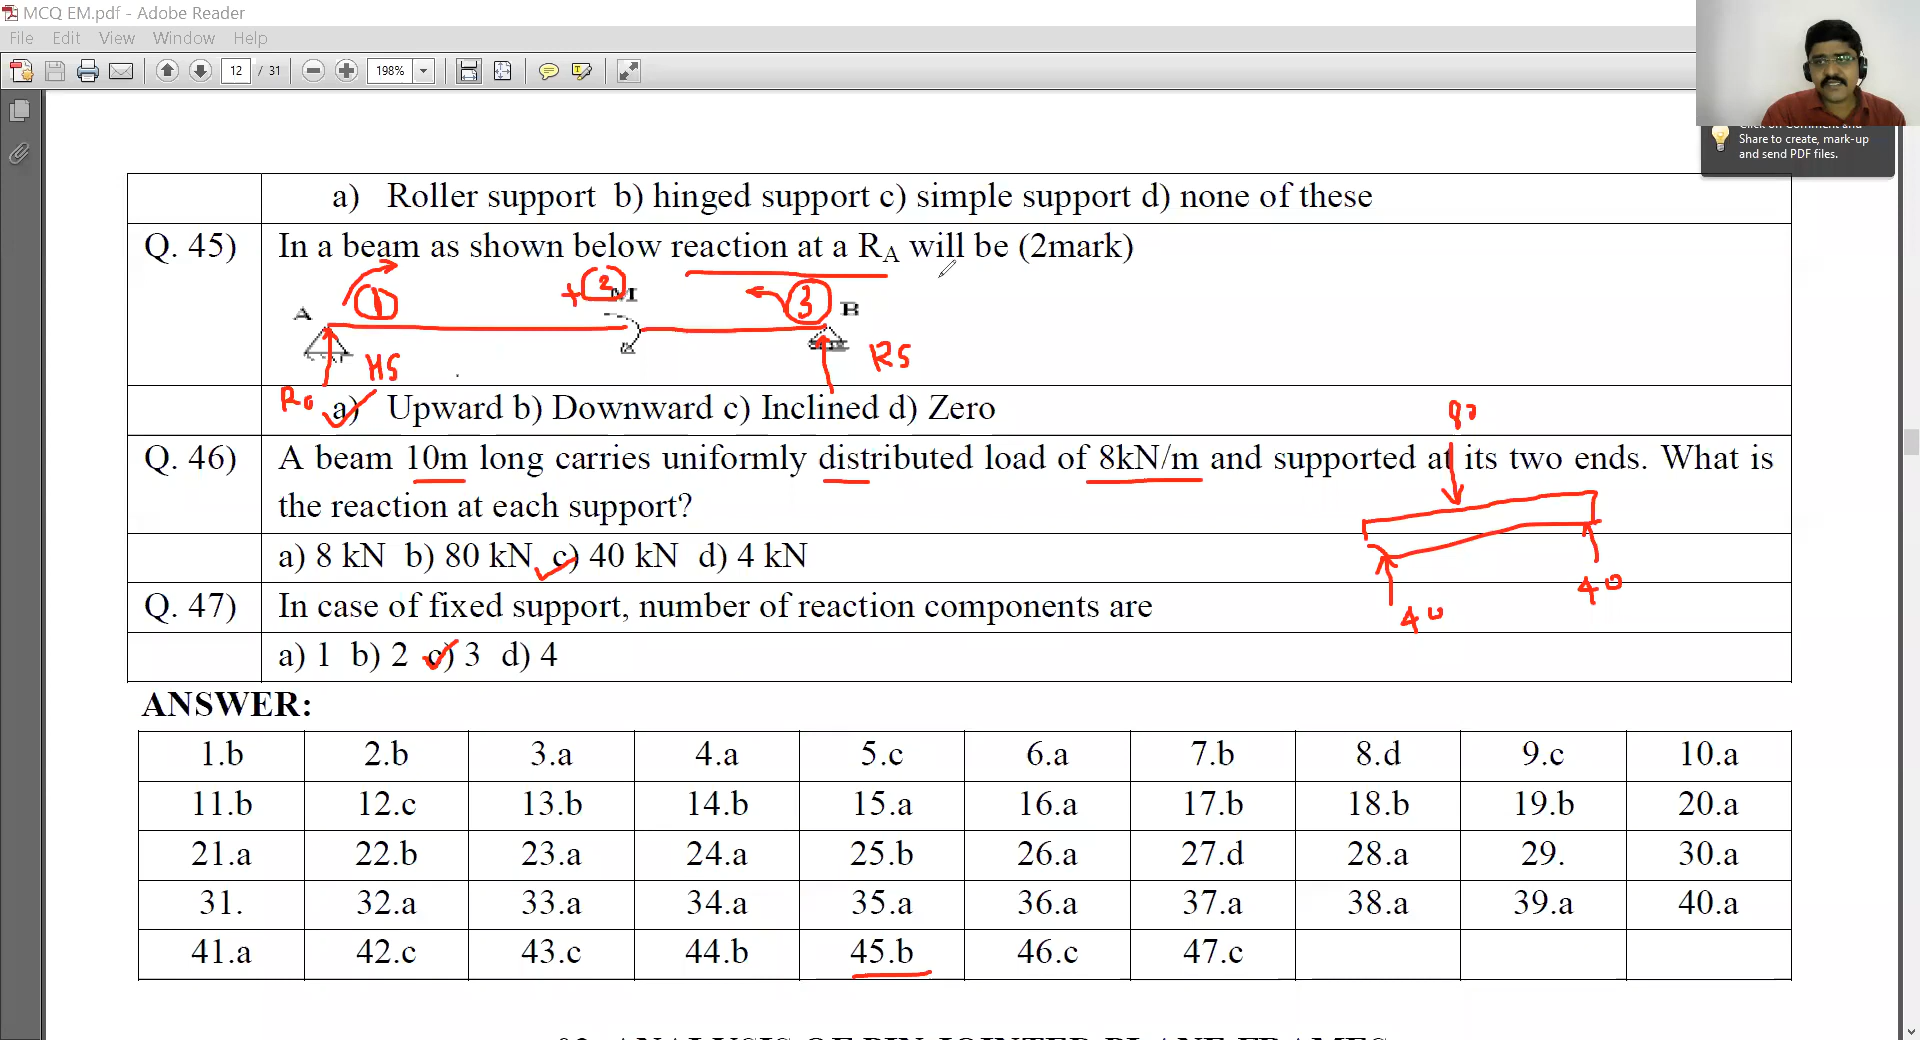 MCQ EM.pdf - Adobe Reader
File Edit View Window Help
12 / 31 198%
Share to create, mark-up
and send PDF files.
a) Roller support b) hinged support c) simple support d) none of these
Q. 45) In a beam as shown below reaction at a RA will be (2mark)
1 + 2 M 3
A B
HS RS
a) Upward b) Downward c) Inclined d) Zero
Q. 46) A beam 10m long carries uniformly distributed load of 8kN/m and supported at its two ends. What is
the reaction at each support?
a) 8 kN b) 80 kN c) 40 kN d) 4 kN
40
40
Q. 47) In case of fixed support, number of reaction components are
a) 1 b) 2 c) 3 d) 4
ANSWER:
1.b 2.b 3.a 4.a 5.c 6.a 7.b 8.d 9.c 10.a
11.b 12.c 13.b 14.b 15.a 16.a 17.b 18.b 19.b 20.a
21.a 22.b 23.a 24.a 25.b 26.a 27.d 28.a 29. 30.a
31. 32.a 33.a 34.a 35.a 36.a 37.a 38.a 39.a 40.a
41.a 42.c 43.c 44.b 45.b 46.c 47.c